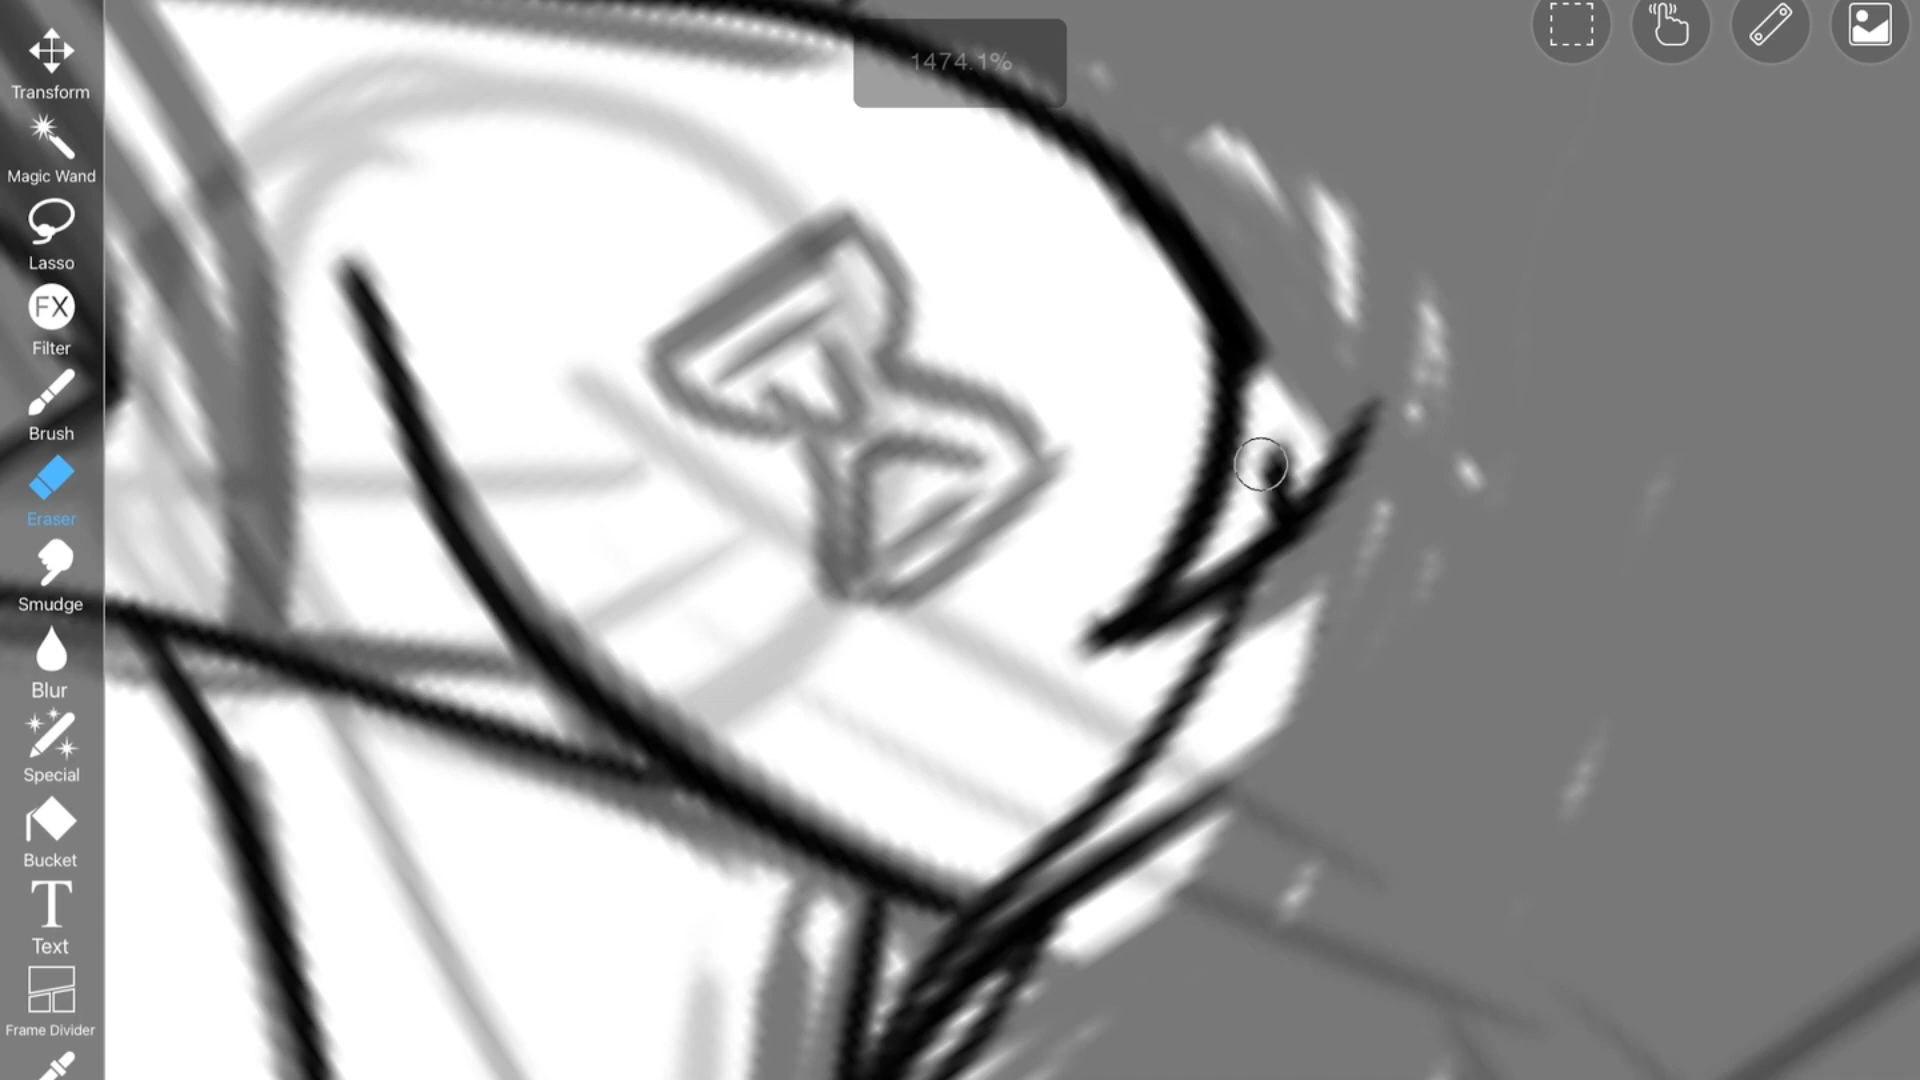 1474.1%
Transform
Magic Wand
Lasso
FX
Filter
Brush
Eraser
Smudge
Blur
Special
Bucket
T
Text
Frame Divider